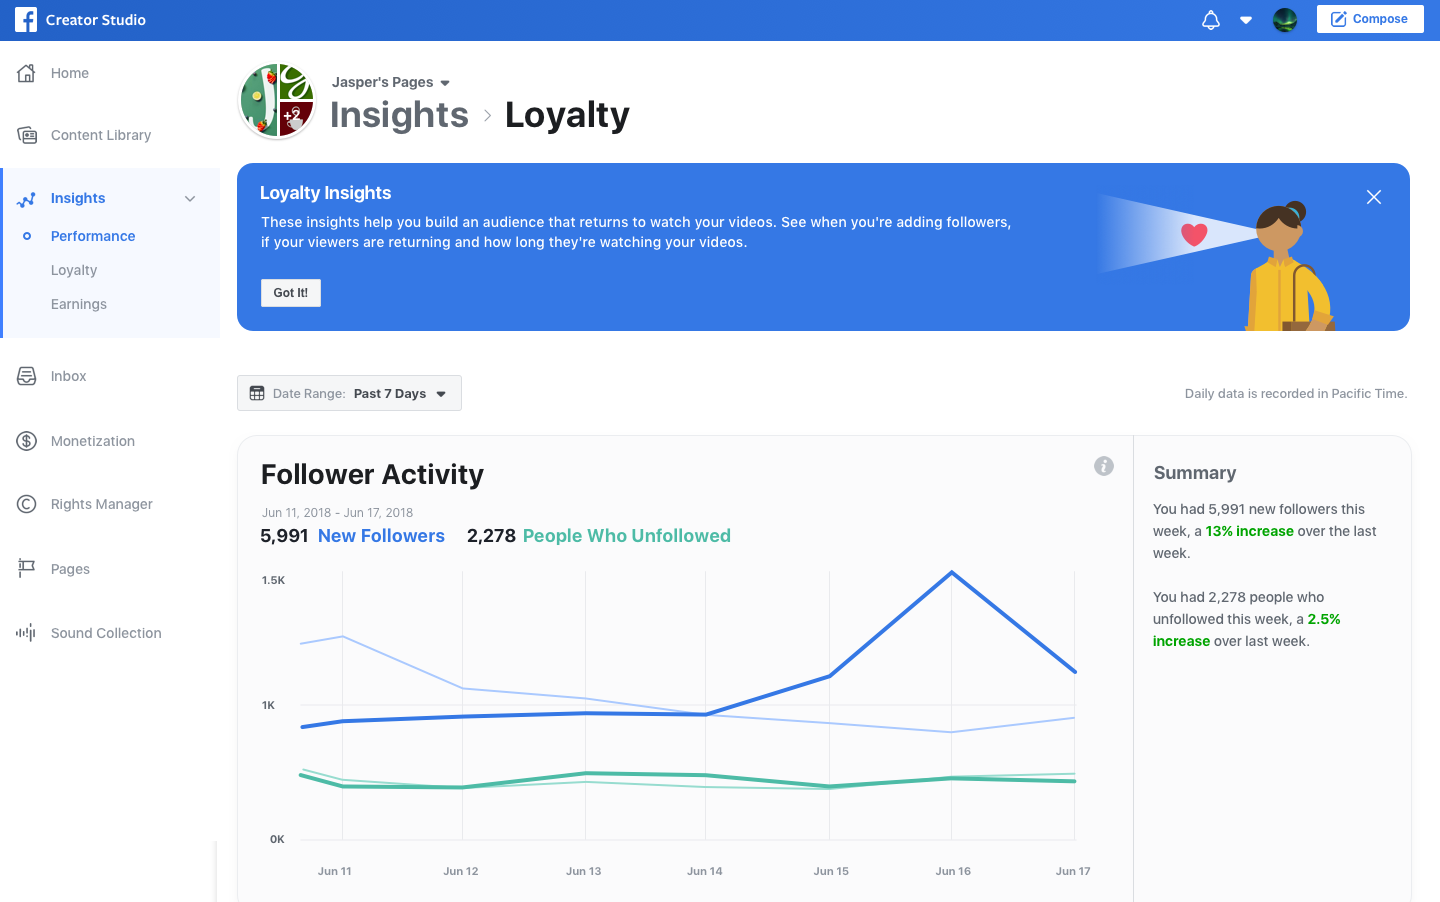 Creator Studio
Compose
Home
Content Library
Insights
Performance
Loyalty
Earnings
Inbox
Monetization
Rights Manager
Pages
Sound Collection
+2
Jasper's Pages
Insights
Loyalty
Loyalty Insights
These insights help you build an audience that returns to watch your videos. See when you're adding followers,
if your viewers are returning and how long they're watching your videos.
Got It!
Date Range: Past 7 Days
Daily data is recorded in Pacific Time.
Follower Activity
Jun 11, 2018 - Jun 17, 2018
5,991 New Followers 2,278 People Who Unfollowed
1.5K
1K
0K
Jun 11 Jun 12 Jun 13 Jun 14 Jun 15 Jun 16 Jun 17
Summary
You had 5,991 new followers this
week, a 13% increase over the last
week.
You had 2,278 people who
unfollowed this week, a 2.5%
increase over last week.